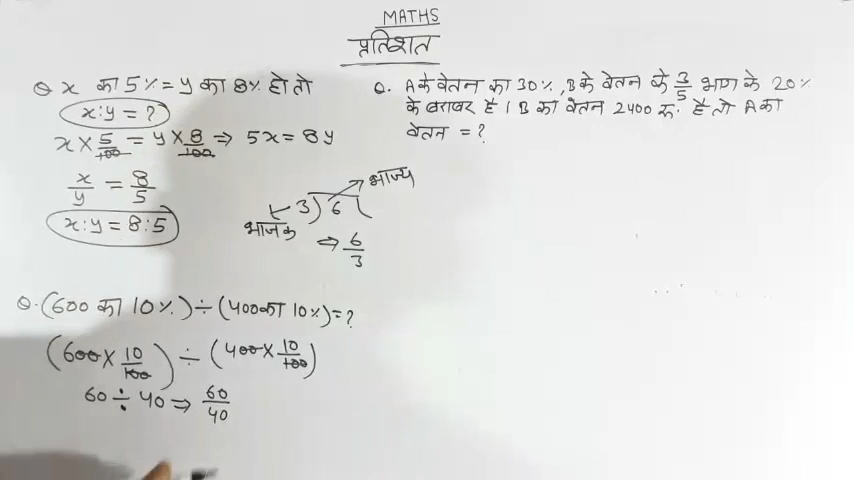 MATHS
प्रतिशत
Q x का 5% = y का 8% हो तो
x:y = ?
x × 5/100 = y × 8/100 ⇒ 5x = 8y
x/y = 8/5
x:y = 8:5
भाज्य
3)6(
भाजक
⇒ 6/3
Q. (600 का 10%) ÷ (400 का 10%) = ?
(600 × 10/100) ÷ (400 × 10/100)
60 ÷ 40 ⇒ 60/40
Q. A के वेतन का 30%, B के वेतन के 3/5 भाग के 20%
के बराबर है। B का वेतन 2400 रू. है तो A का
वेतन = ?